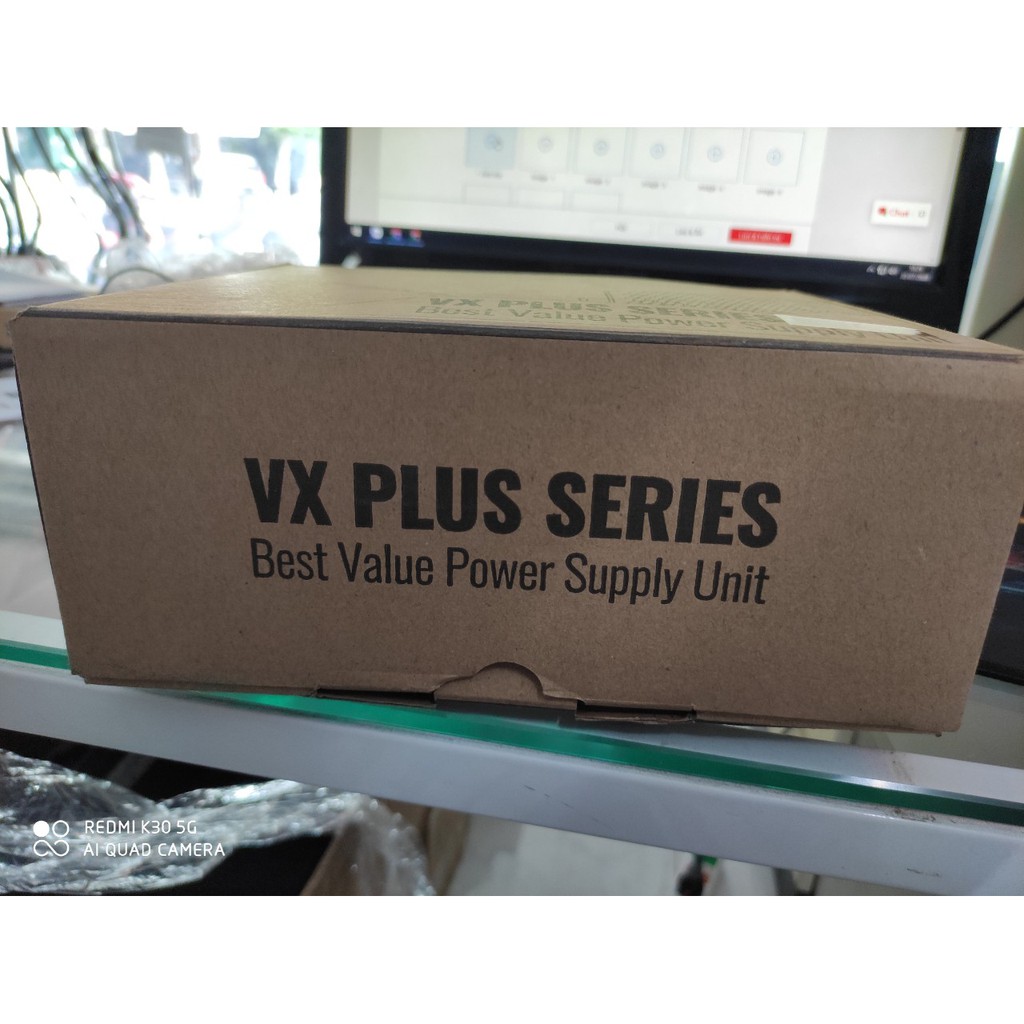 Chat
VX PLUS SERIES
Best Value Power Supply Unit
VX PLUS SERIES
Best Value Power Supply Unit
REDMI K30 5G
AI QUAD CAMERA